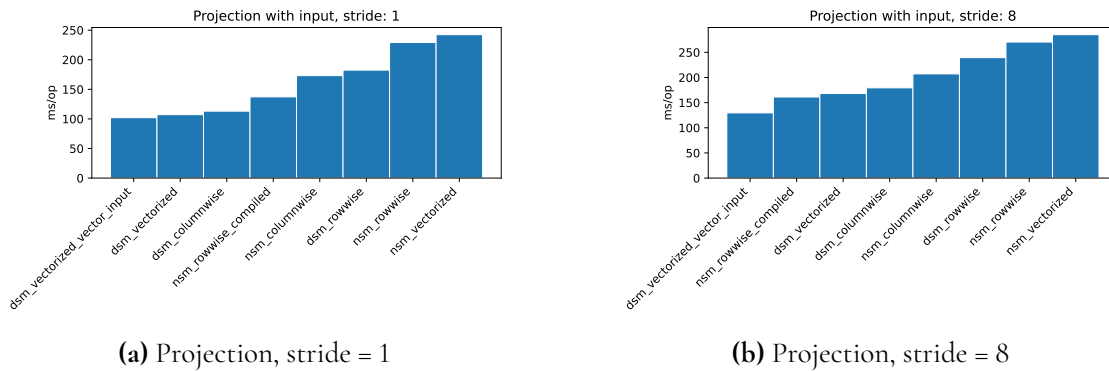 Projection with input, stride: 1
ms/op
250
200
150
100
50
0
dsm_vectorized_vector_input
dsm_vectorized
dsm_columnwise
nsm_rowwise_compiled
nsm_columnwise
dsm_rowwise
nsm_rowwise
nsm_vectorized
(a) Projection, stride = 1
Projection with input, stride: 8
ms/op
250
200
150
100
50
0
dsm_vectorized_vector_input
nsm_rowwise_compiled
dsm_vectorized
dsm_columnwise
nsm_columnwise
dsm_rowwise
nsm_rowwise
nsm_vectorized
(b) Projection, stride = 8